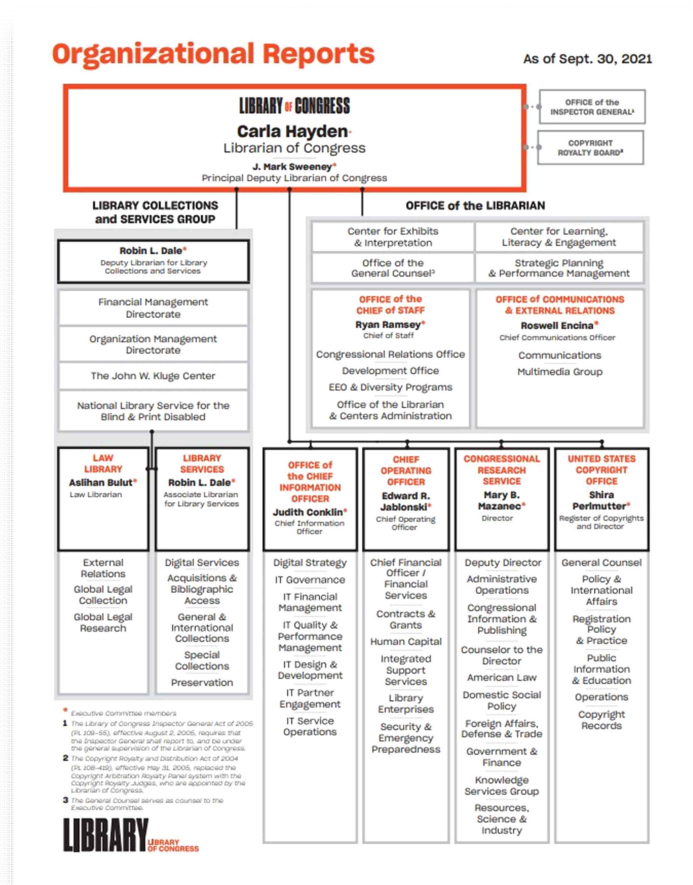 Organizational Reports
As of Sept. 30, 2021
LIBRARY OF CONGRESS
Carla Hayden*
Librarian of Congress
J. Mark Sweeney*
Principal Deputy Librarian of Congress
OFFICE of the
INSPECTOR GENERAL¹
COPYRIGHT
ROYALTY BOARD²
LIBRARY COLLECTIONS
and SERVICES GROUP
Robin L. Dale*
Deputy Librarian for Library
Collections and Services
Financial Management
Directorate
Organization Management
Directorate
The John W. Kluge Center
National Library Service for the
Blind & Print Disabled
OFFICE of the LIBRARIAN
Center for Exhibits
& Interpretation
Center for Learning,
Literacy & Engagement
Office of the
General Counsel³
Strategic Planning
& Performance Management
OFFICE of the
CHIEF of STAFF
Ryan Ramsey*
Chief of Staff
Congressional Relations Office
Development Office
EEO & Diversity Programs
Office of the Librarian
& Centers Administration
OFFICE of COMMUNICATIONS
& EXTERNAL RELATIONS
Roswell Encina*
Chief Communications Officer
Communications
Multimedia Group
LAW
LIBRARY
Aslihan Bulut*
Law Librarian
External
Relations
Global Legal
Collection
Global Legal
Research
LIBRARY
SERVICES
Robin L. Dale*
Associate Librarian
for Library Services
Digital Services
Acquisitions &
Bibliographic
Access
General &
International
Collections
Special
Collections
Preservation
OFFICE of
the CHIEF
INFORMATION
OFFICER
Judith Conklin*
Chief Information
Officer
Digital Strategy
IT Governance
IT Financial
Management
IT Quality &
Performance
Management
IT Design &
Development
IT Partner
Engagement
IT Service
Operations
CHIEF
OPERATING
OFFICER
Edward R.
Jablonski*
Chief Operating
Officer
Chief Financial
Officer /
Financial
Services
Contracts &
Grants
Human Capital
Integrated
Support
Services
Library
Enterprises
Security &
Emergency
Preparedness
CONGRESSIONAL
RESEARCH
SERVICE
Mary B.
Mazanec*
Director
Deputy Director
Administrative
Operations
Congressional
Information &
Publishing
Counselor to the
Director
American Law
Domestic Social
Policy
Foreign Affairs,
Defense & Trade
Government &
Finance
Knowledge
Services Group
Resources,
Science &
Industry
UNITED STATES
COPYRIGHT
OFFICE
Shira
Perlmutter*
Register of Copyrights
and Director
General Counsel
Policy &
International
Affairs
Registration
Policy
& Practice
Public
Information
& Education
Operations
Copyright
Records
* Executive Committee members
1 The Library of Congress Inspector General Act of 2005
(PL 109-55), effective August 2, 2005, requires that
the Inspector General shall report to, and be under
the general supervision of the Librarian of Congress.
2 The Copyright Royalty and Distribution Act of 2004
(PL 108-419), effective May 31, 2005, replaced the
Copyright Arbitration Royalty Panel system with the
Copyright Royalty Judges, who are appointed by the
Librarian of Congress.
3 The General Counsel serves as counsel to the
Executive Committee.
LIBRARY
LIBRARY
OF CONGRESS